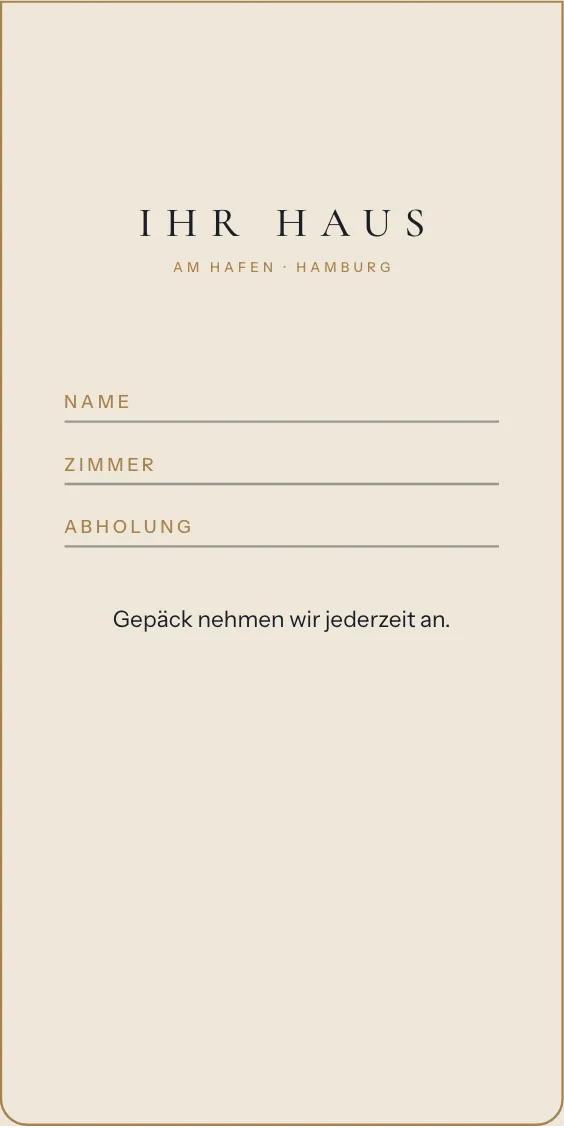 IHR HAUS
AM HAFEN · HAMBURG
NAME
ZIMMER
ABHOLUNG
Gepäck nehmen wir jederzeit an.